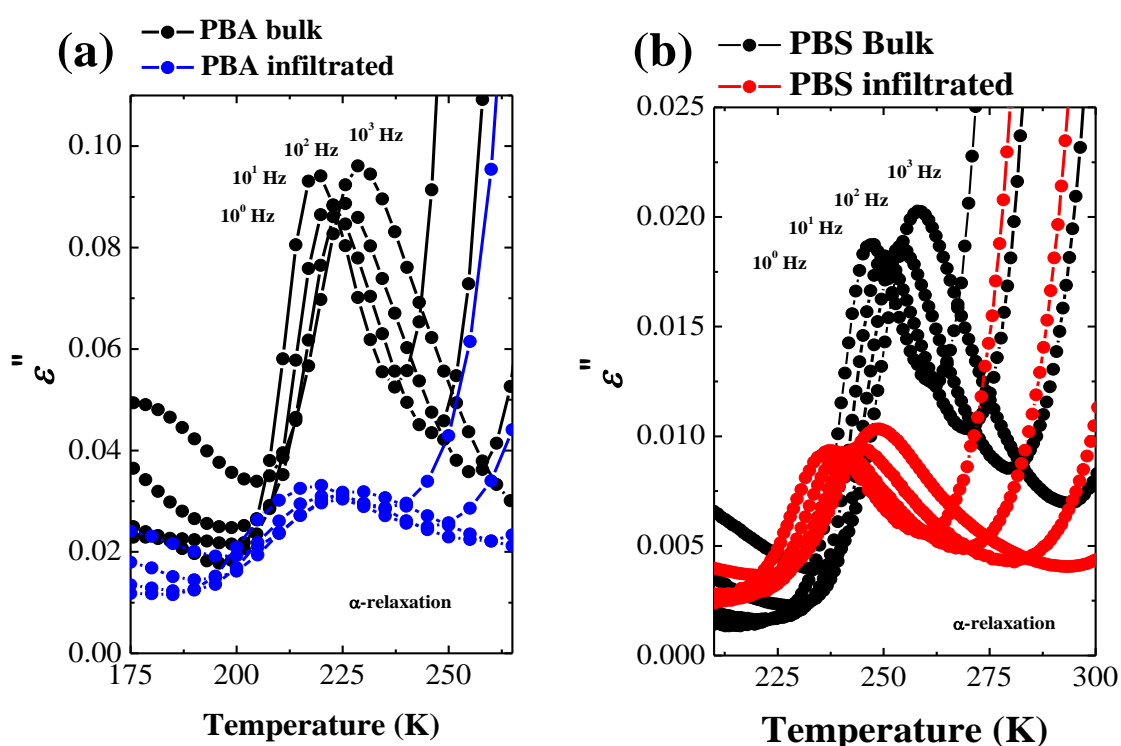 (a)
PBA bulk
PBA infiltrated
10³ Hz
10² Hz
10¹ Hz
10⁰ Hz
0.10
0.08
0.06
0.04
0.02
0.00
ε"
α-relaxation
175
200
225
250
Temperature (K)
(b)
PBS Bulk
PBS infiltrated
10³ Hz
10² Hz
10¹ Hz
10⁰ Hz
0.025
0.020
0.015
0.010
0.005
0.000
ε"
α-relaxation
225
250
275
300
Temperature (K)